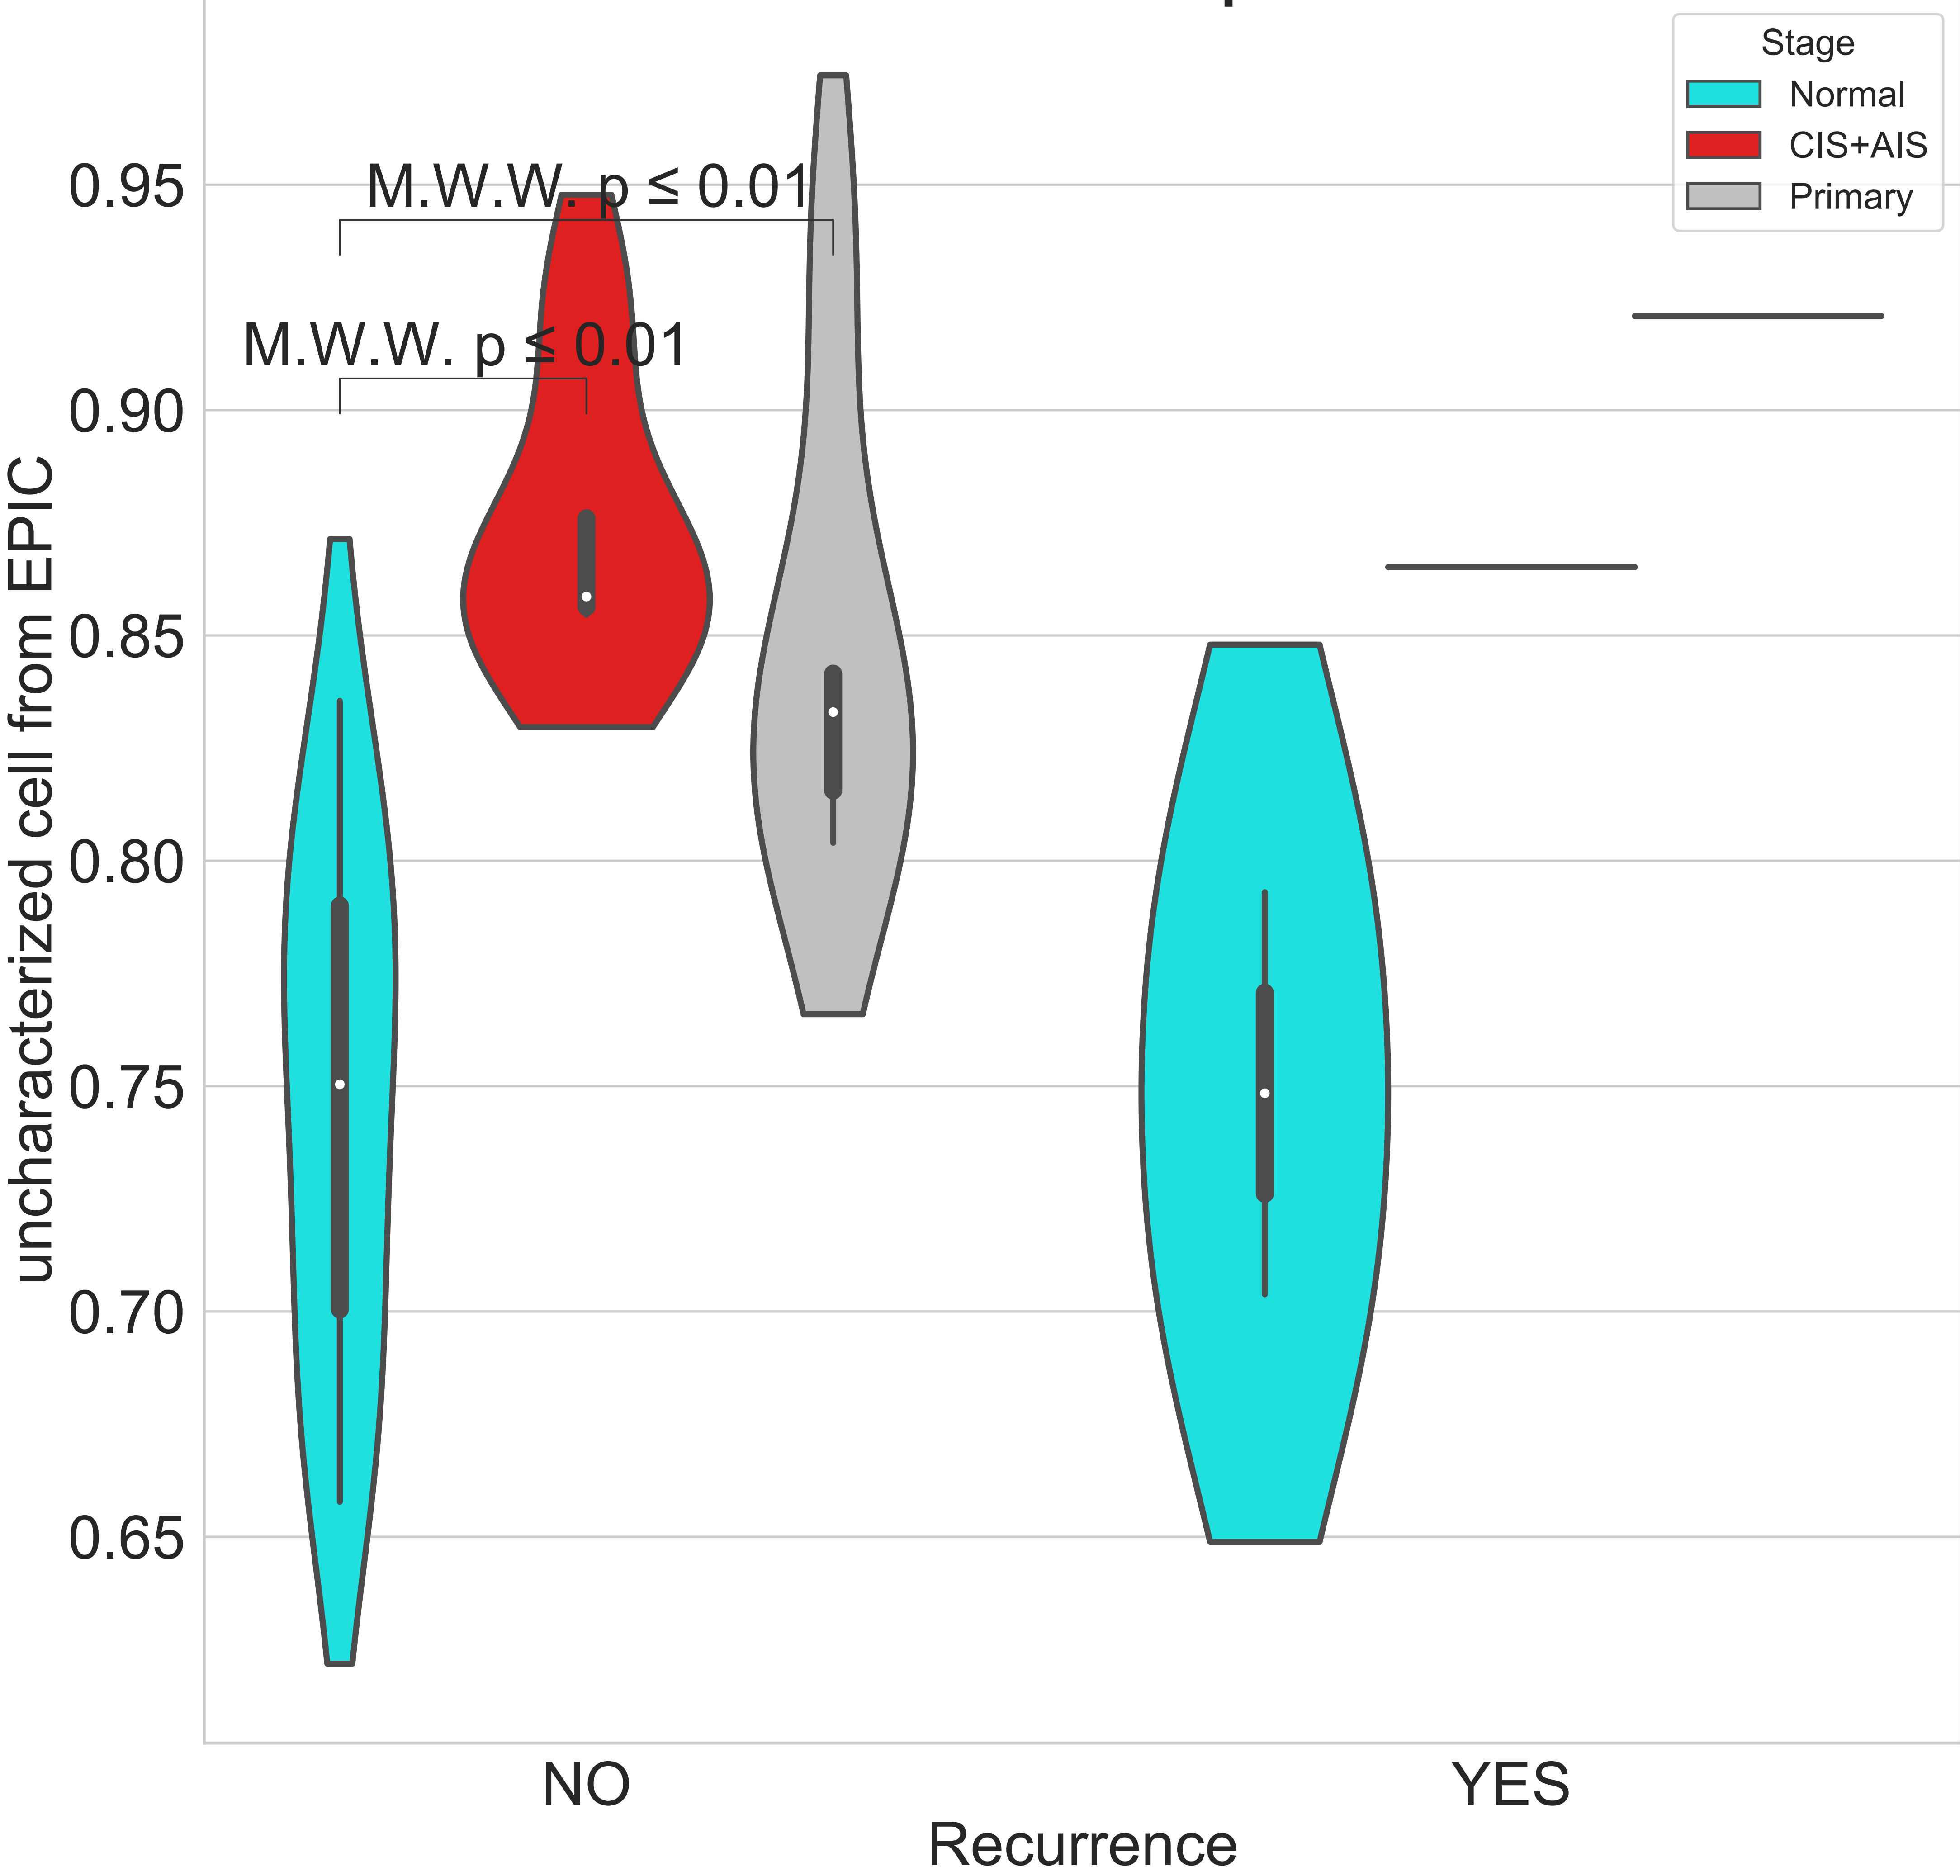 Stage
Normal
CIS+AIS
Primary
M.W.W. p ≤ 0.01
M.W.W. p ≤ 0.01
0.95
0.90
0.85
0.80
0.75
0.70
0.65
uncharacterized cell from EPIC
NO
YES
Recurrence